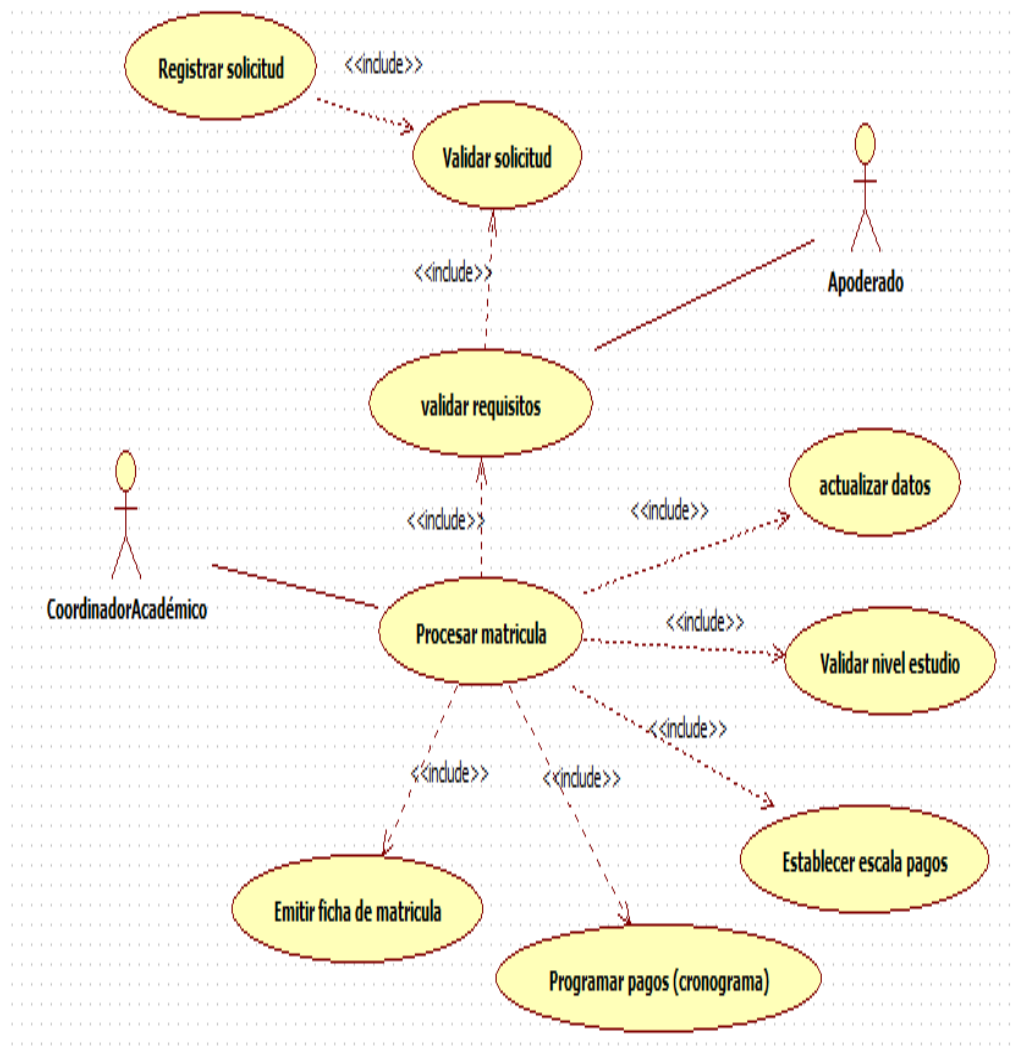 Registrar solicitud
<<include>>
Validar solicitud
<<include>>
Apoderado
validar requisitos
actualizar datos
<<include>>
<<include>>
CoordinadorAcadémico
Procesar matricula
<<include>>
Validar nivel estudio
<<include>>
<<include>>
<<include>>
Establecer escala pagos
Emitir ficha de matricula
Programar pagos (cronograma)